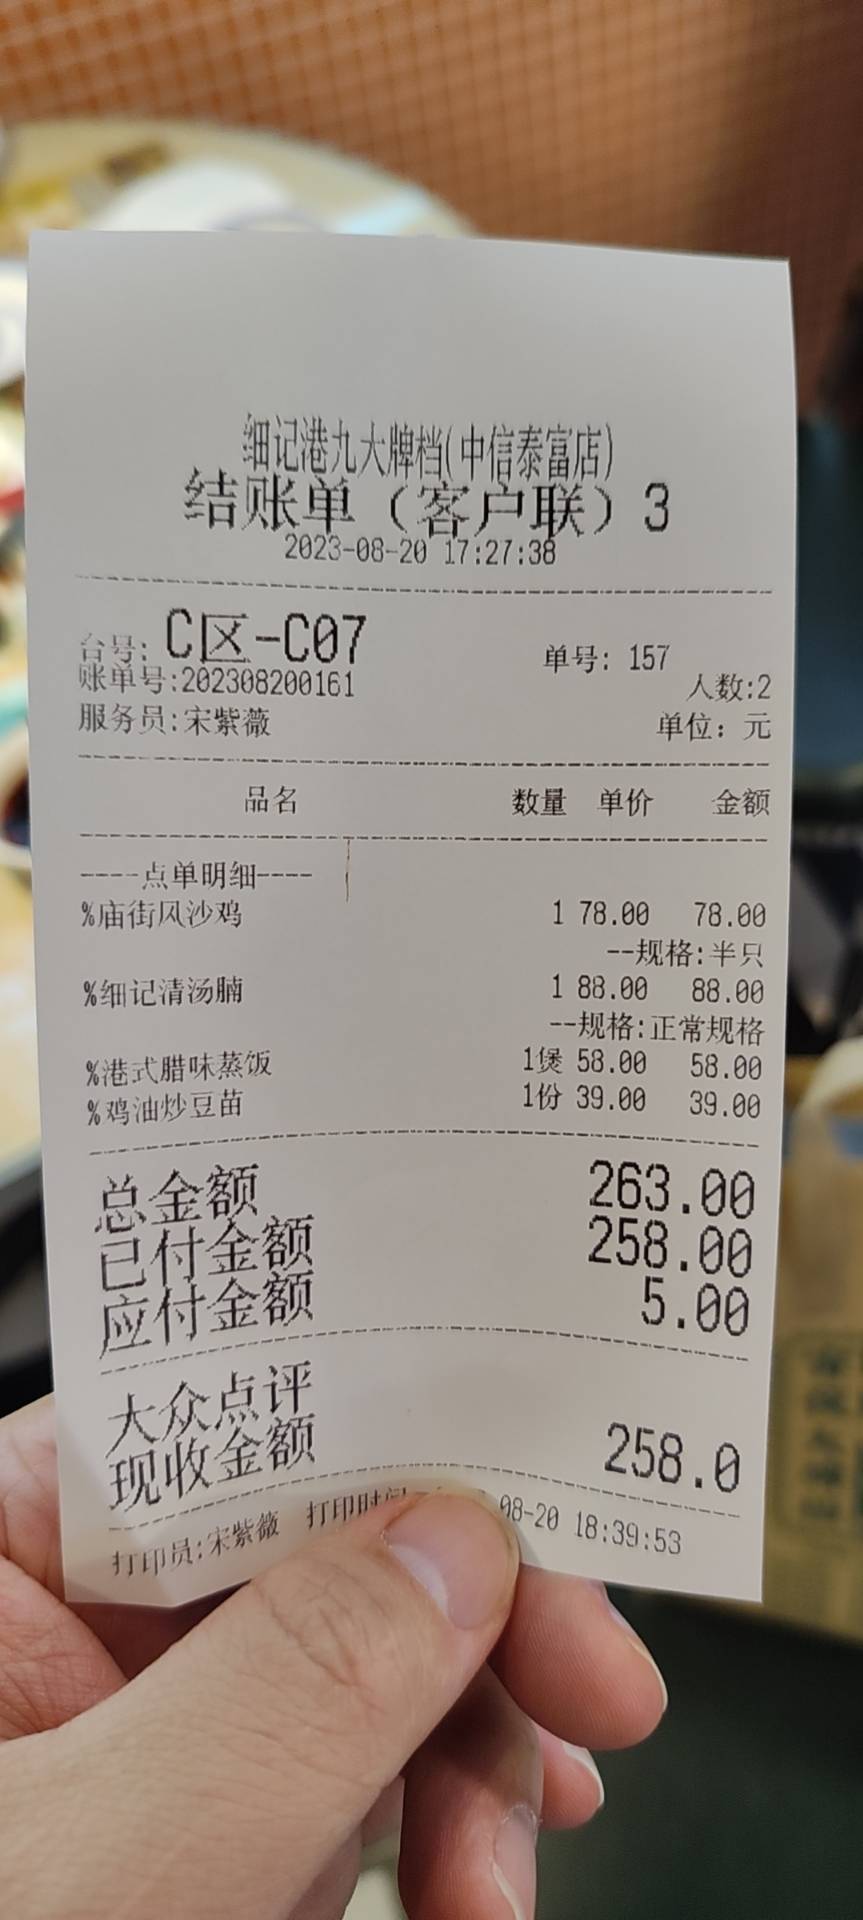 细记港九大牌档(中信泰富店)
结账单（客户联）3
2023-08-20 17:27:38
台号: C区-C07 单号: 157
账单号:202308200161 人数:2
服务员:宋紫薇 单位: 元
品名 数量 单价 金额
----点单明细----
%庙街风沙鸡 1 78.00 78.00
--规格:半只
%细记清汤腩 1 88.00 88.00
--规格:正常规格
%港式腊味蒸饭 1煲 58.00 58.00
%鸡油炒豆苗 1份 39.00 39.00
总金额 263.00
已付金额 258.00
应付金额 5.00
大众点评
现收金额 258.0
打印员:宋紫薇 打印时间 08-20 18:39:53